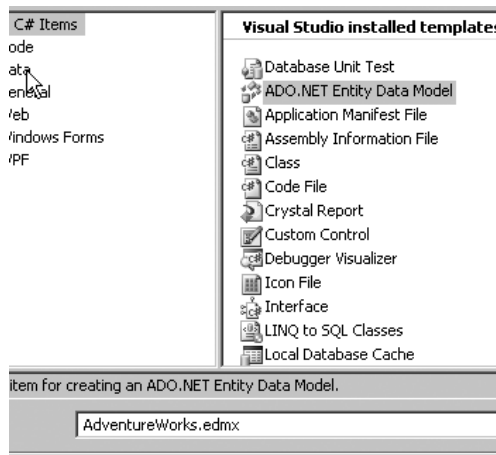 C# Items
ode
ata
eneral
Veb
Vindows Forms
VPF
Visual Studio installed templates
Database Unit Test
ADO.NET Entity Data Model
Application Manifest File
Assembly Information File
Class
Code File
Crystal Report
Custom Control
Debugger Visualizer
Icon File
Interface
LINQ to SQL Classes
Local Database Cache
item for creating an ADO.NET Entity Data Model.
AdventureWorks.edmx